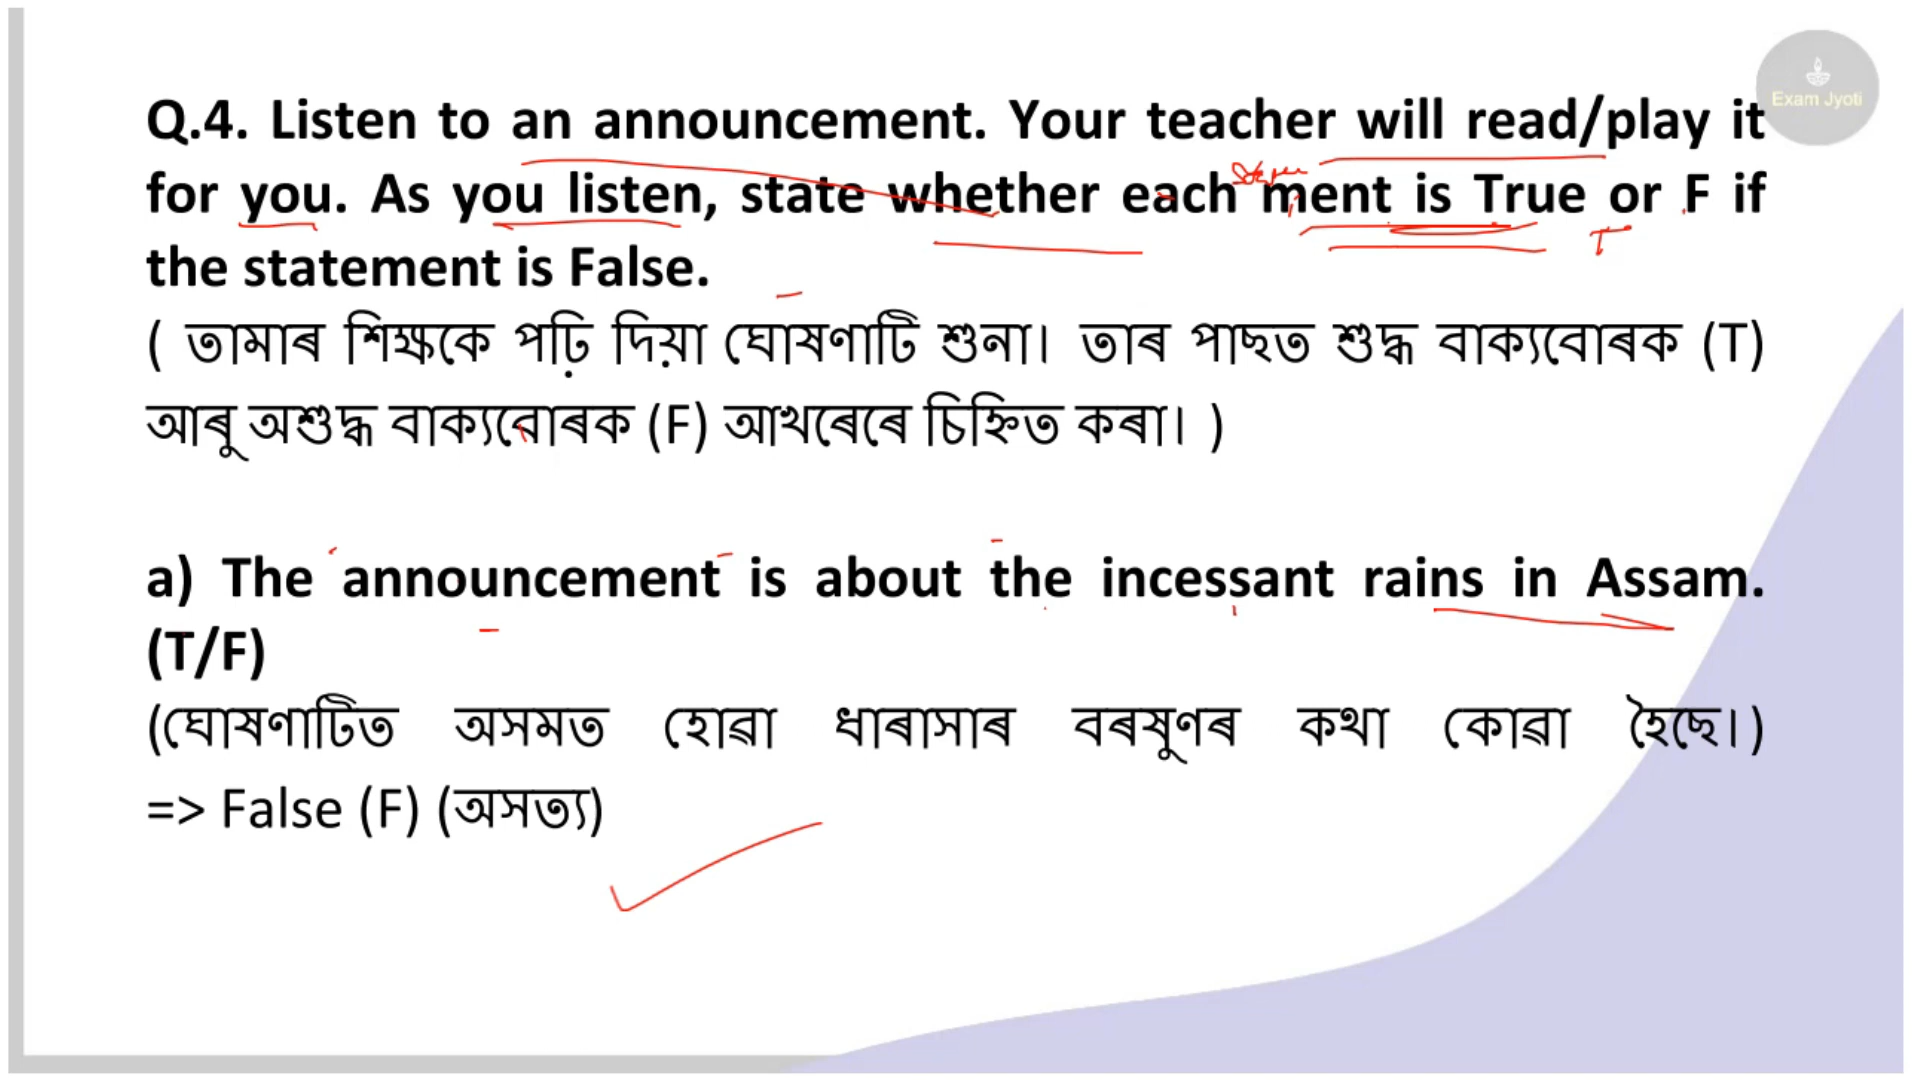 Exam Jyoti
Q.4. Listen to an announcement. Your teacher will read/play it
for you. As you listen, state whether each ment is True or F if
the statement is False.
( তামাৰ শিক্ষকে পঢ়ি দিয়া ঘোষণাটি শুনা। তাৰ পাছত শুদ্ধ বাক্যবোৰক (T)
আৰু অশুদ্ধ বাক্যবোৰক (F) আখৰেৰে চিহ্নিত কৰা। )
T
a) The announcement is about the incessant rains in Assam.
(T/F)
(ঘোষণাটিত অসমত হোৱা ধাৰাসাৰ বৰষুণৰ কথা কোৱা হৈছে।)
=> False (F) (অসত্য)